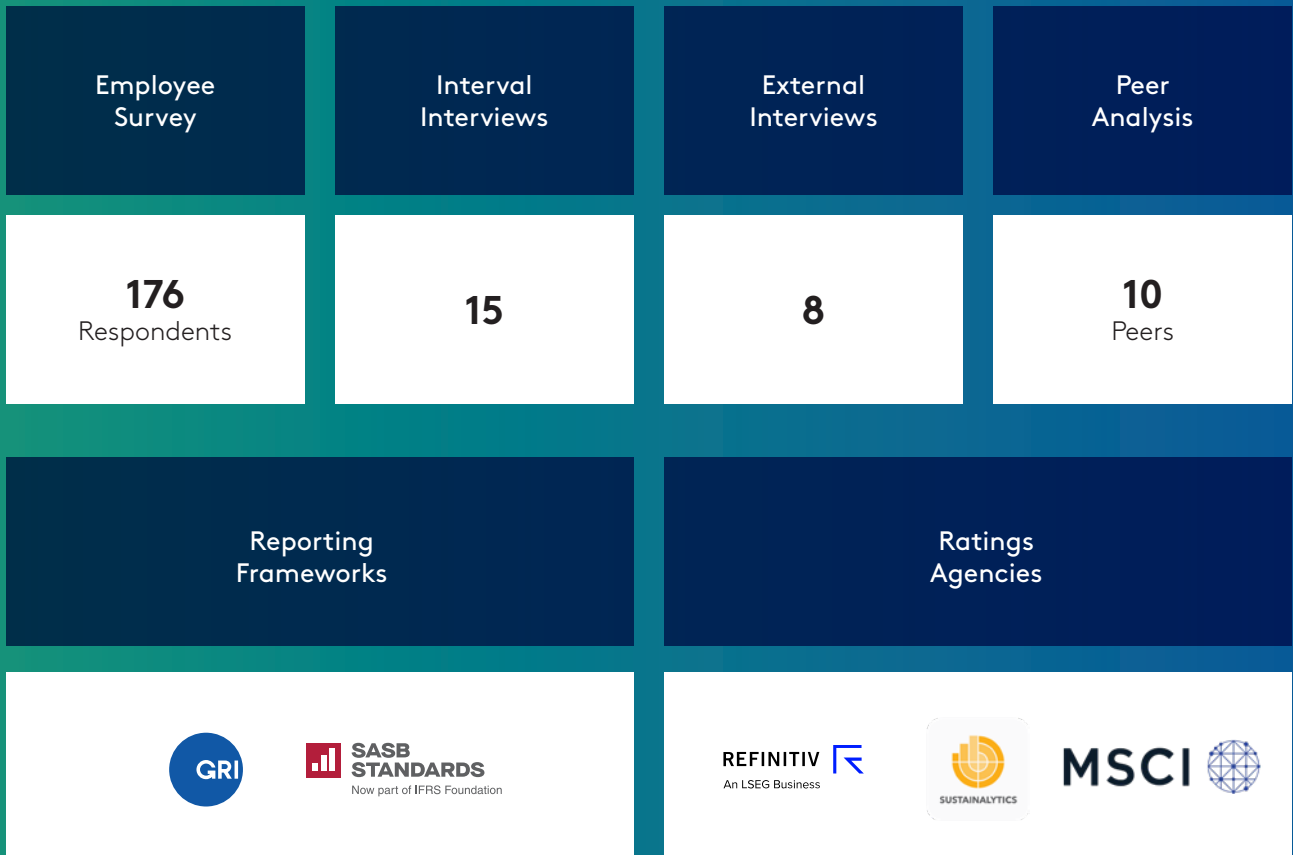 Employee
Survey
Interval
Interviews
External
Interviews
Peer
Analysis
176
Respondents
15
8
10
Peers
Reporting
Frameworks
Ratings
Agencies
GRI
SASB
STANDARDS
Now part of IFRS Foundation
REFINITIV
An LSEG Business
SUSTAINALYTICS
MSCI